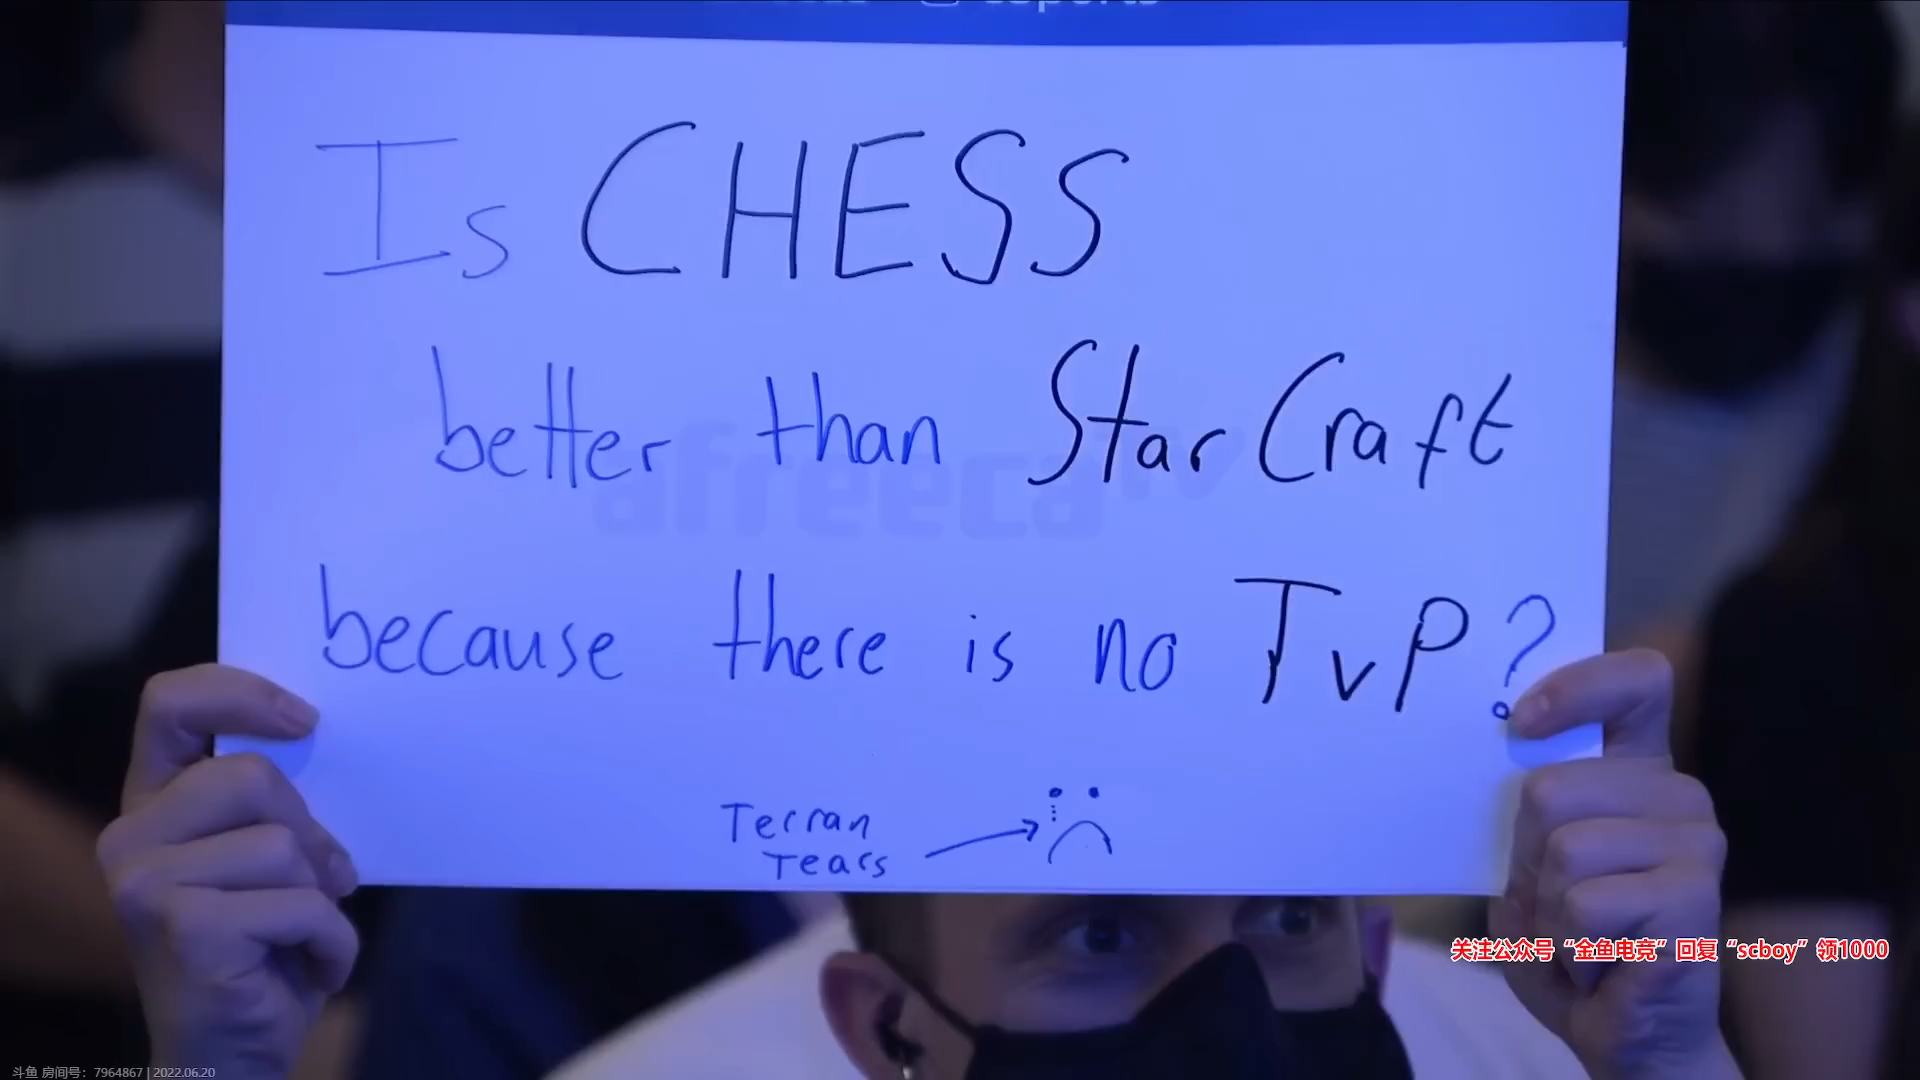 esports
Is CHESS
better than StarCraft
afreecaTV
because there is no TvP?
Terran
Tears
关注公众号“金鱼电竞”回复“scboy”领1000
斗鱼 房间号：7964867 | 2022.06.20